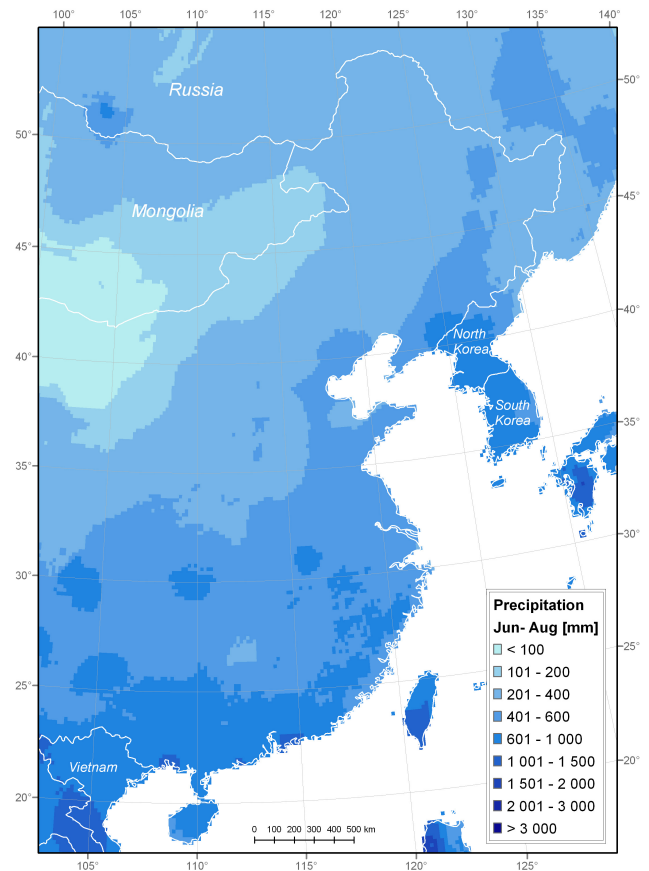 100° 105° 110° 115° 120° 125° 130° 135° 140°
Russia
50°
50°
Mongolia
45°
45°
40°
North
Korea
40°
South
Korea
35°
35°
30°
30°
Precipitation
Jun- Aug [mm]
< 100
101 - 200
201 - 400
401 - 600
601 - 1 000
1 001 - 1 500
1 501 - 2 000
2 001 - 3 000
> 3 000
25°
25°
20°
Vietnam
20°
0 100 200 300 400 500 km
105° 110° 115° 120° 125°